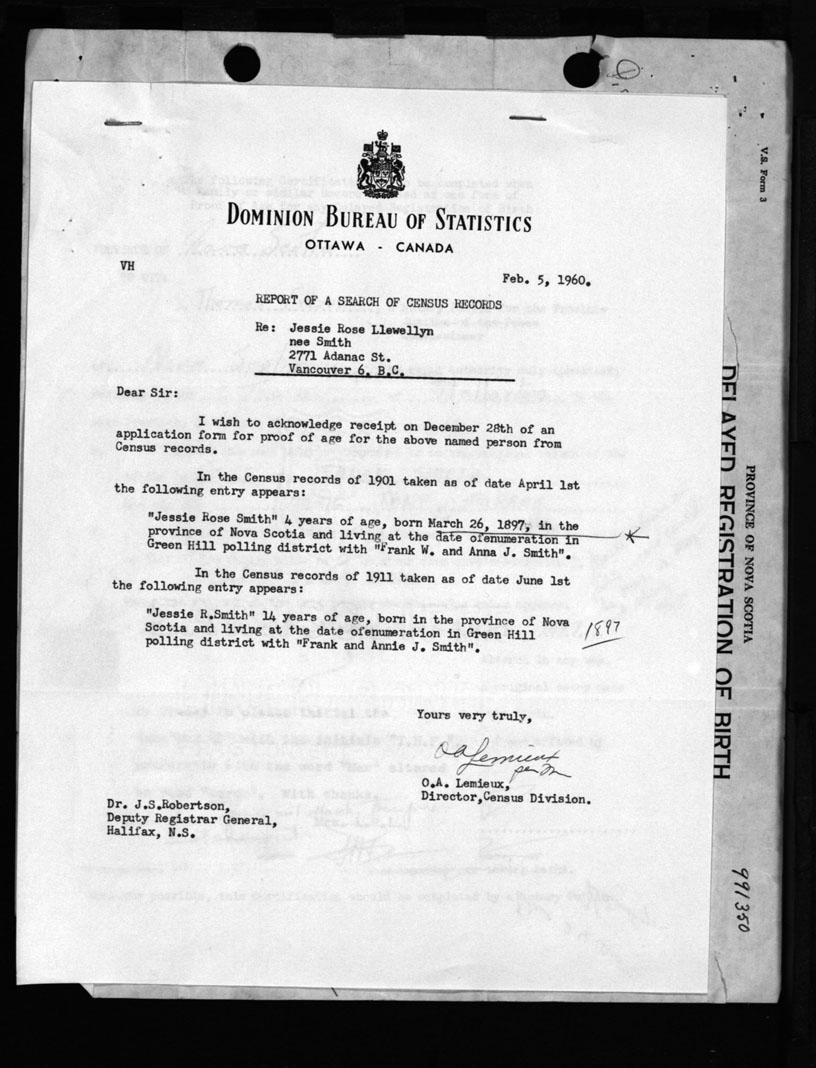 DOMINION BUREAU OF STATISTICS
OTTAWA - CANADA
VH
Feb. 5, 1960.
REPORT OF A SEARCH OF CENSUS RECORDS
Re: Jessie Rose Llewellyn
nee Smith
2771 Adanac St.
Vancouver 6, B.C.
Dear Sir:
I wish to acknowledge receipt on December 28th of an
application form for proof of age for the above named person from
Census records.
In the Census records of 1901 taken as of date April 1st
the following entry appears:
"Jessie Rose Smith" 4 years of age, born March 26, 1897, in the
province of Nova Scotia and living at the date ofenumeration in
Green Hill polling district with "Frank W. and Anna J. Smith".
In the Census records of 1911 taken as of date June 1st
the following entry appears:
"Jessie R.Smith" 14 years of age, born in the province of Nova
Scotia and living at the date ofenumeration in Green Hill
polling district with "Frank and Annie J. Smith".
1897
Yours very truly,
OALemieux
per
O.A. Lemieux,
Director,Census Division.
Dr. J.S.Robertson,
Deputy Registrar General,
Halifax, N.S.
V.S. Form 3
PROVINCE OF NOVA SCOTIA
DELAYED REGISTRATION OF BIRTH
991350